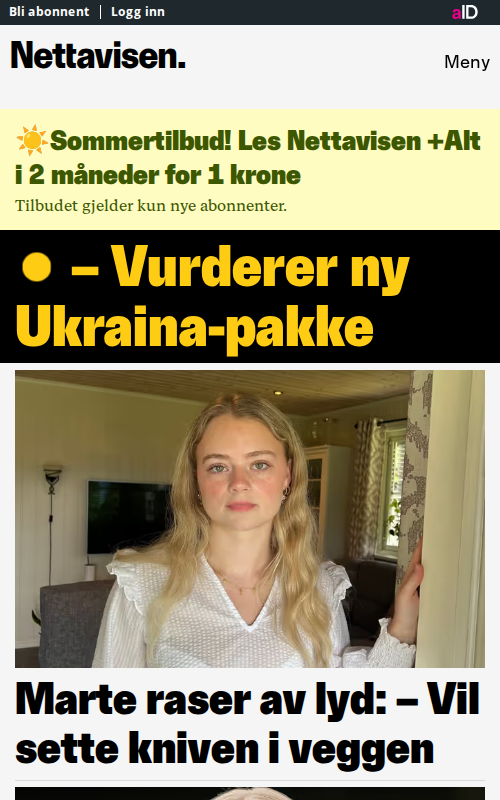 Bli abonnent | Logg inn
aID
Nettavisen.
Meny
☀️Sommertilbud! Les Nettavisen +Alt
i 2 måneder for 1 krone
Tilbudet gjelder kun nye abonnenter.
– Vurderer ny
Ukraina-pakke
Marte raser av lyd: – Vil
sette kniven i veggen